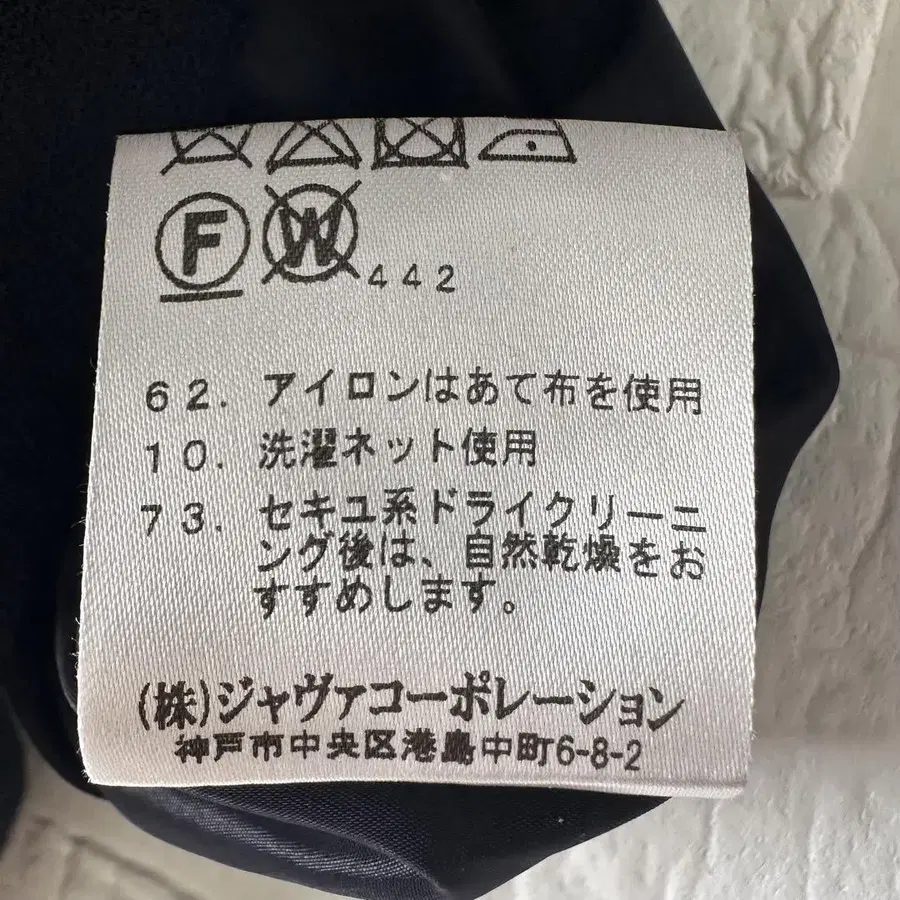 F W 442
62. アイロンはあて布を使用
10. 洗濯ネット使用
73. セキユ系ドライクリーニ
ング後は、自然乾燥をお
すすめします。
(株)ジャヴァコーポレーション
神戸市中央区港島中町6-8-2